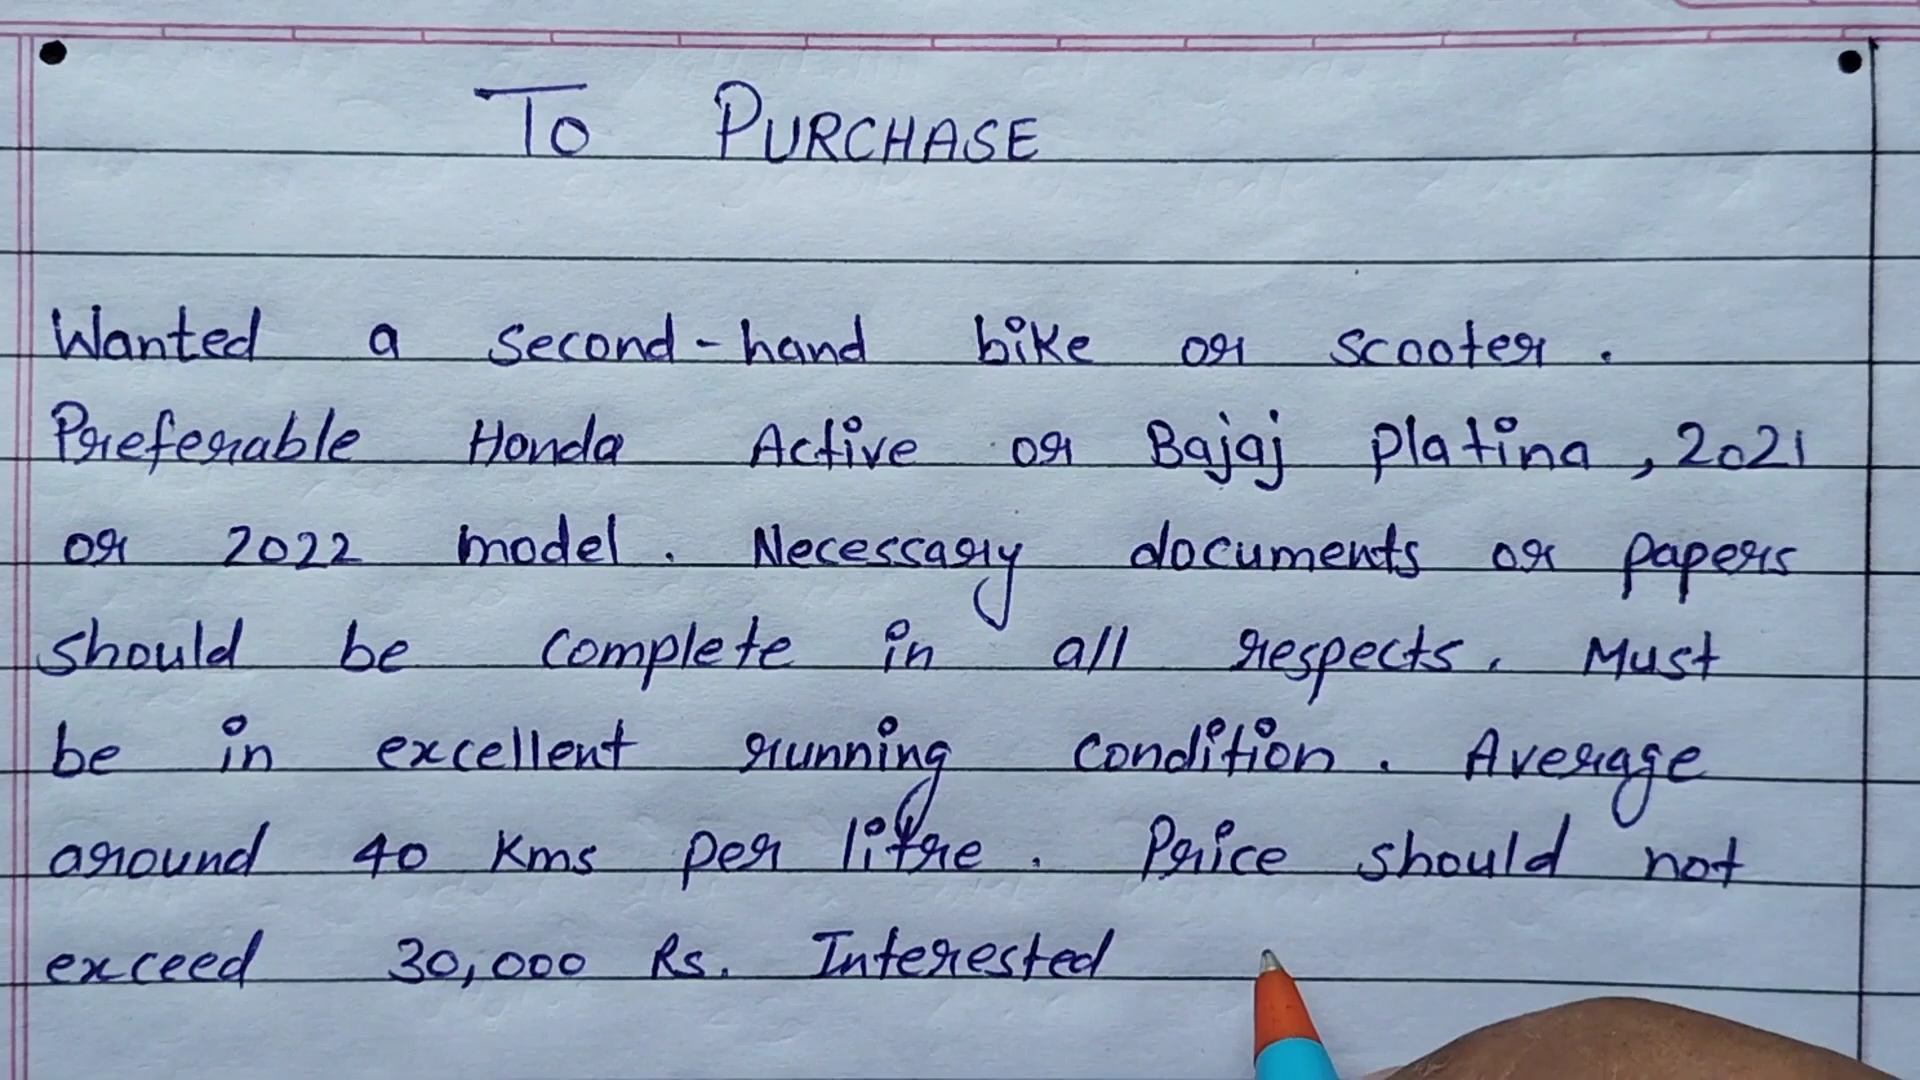 To PURCHASE
Wanted a second-hand bike or scooter.
Preferable Honda Active or Bajaj Platina, 2021
or 2022 model. Necessary documents or papers
should be complete in all respects. Must
be in excellent running condition. Average
around 40 Kms per litre. Price should not
exceed 30,000 Rs. Interested